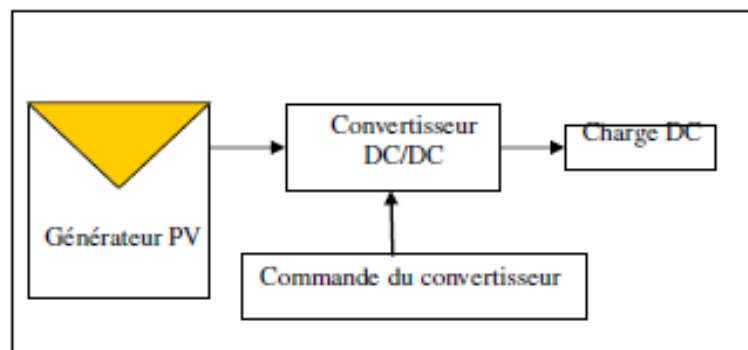 Générateur PV
Convertisseur
DC/DC
Charge DC
Commande du convertisseur